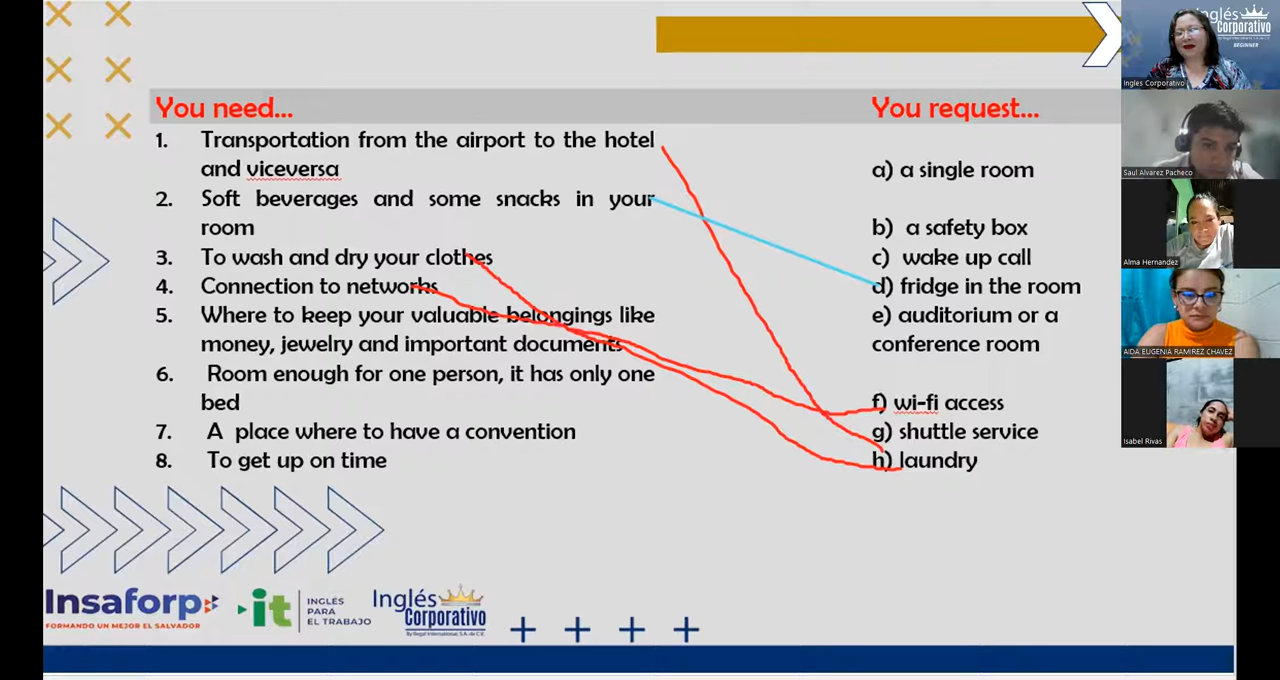 You need...
You request...
1. Transportation from the airport to the hotel
and viceversa
2. Soft beverages and some snacks in your
room
3. To wash and dry your clothes
4. Connection to networks
5. Where to keep your valuable belongings like
money, jewelry and important documents
6. Room enough for one person, it has only one
bed
7. A place where to have a convention
8. To get up on time
a) a single room
b) a safety box
c) wake up call
d) fridge in the room
e) auditorium or a
conference room
f) wi-fi access
g) shuttle service
h) laundry
Inglés
Corporativo
BEGINNER
Ingles Corporativo
Saul Alvarez Pacheco
Alma Hernandez
AIDA EUGENIA RAMIREZ CHAVEZ
Isabel Rivas
Insaforp
FORMANDO UN MEJOR EL SALVADOR
it
INGLÉS
PARA
EL TRABAJO
Inglés
Corporativo
By Regal International, S.A. de C.V.